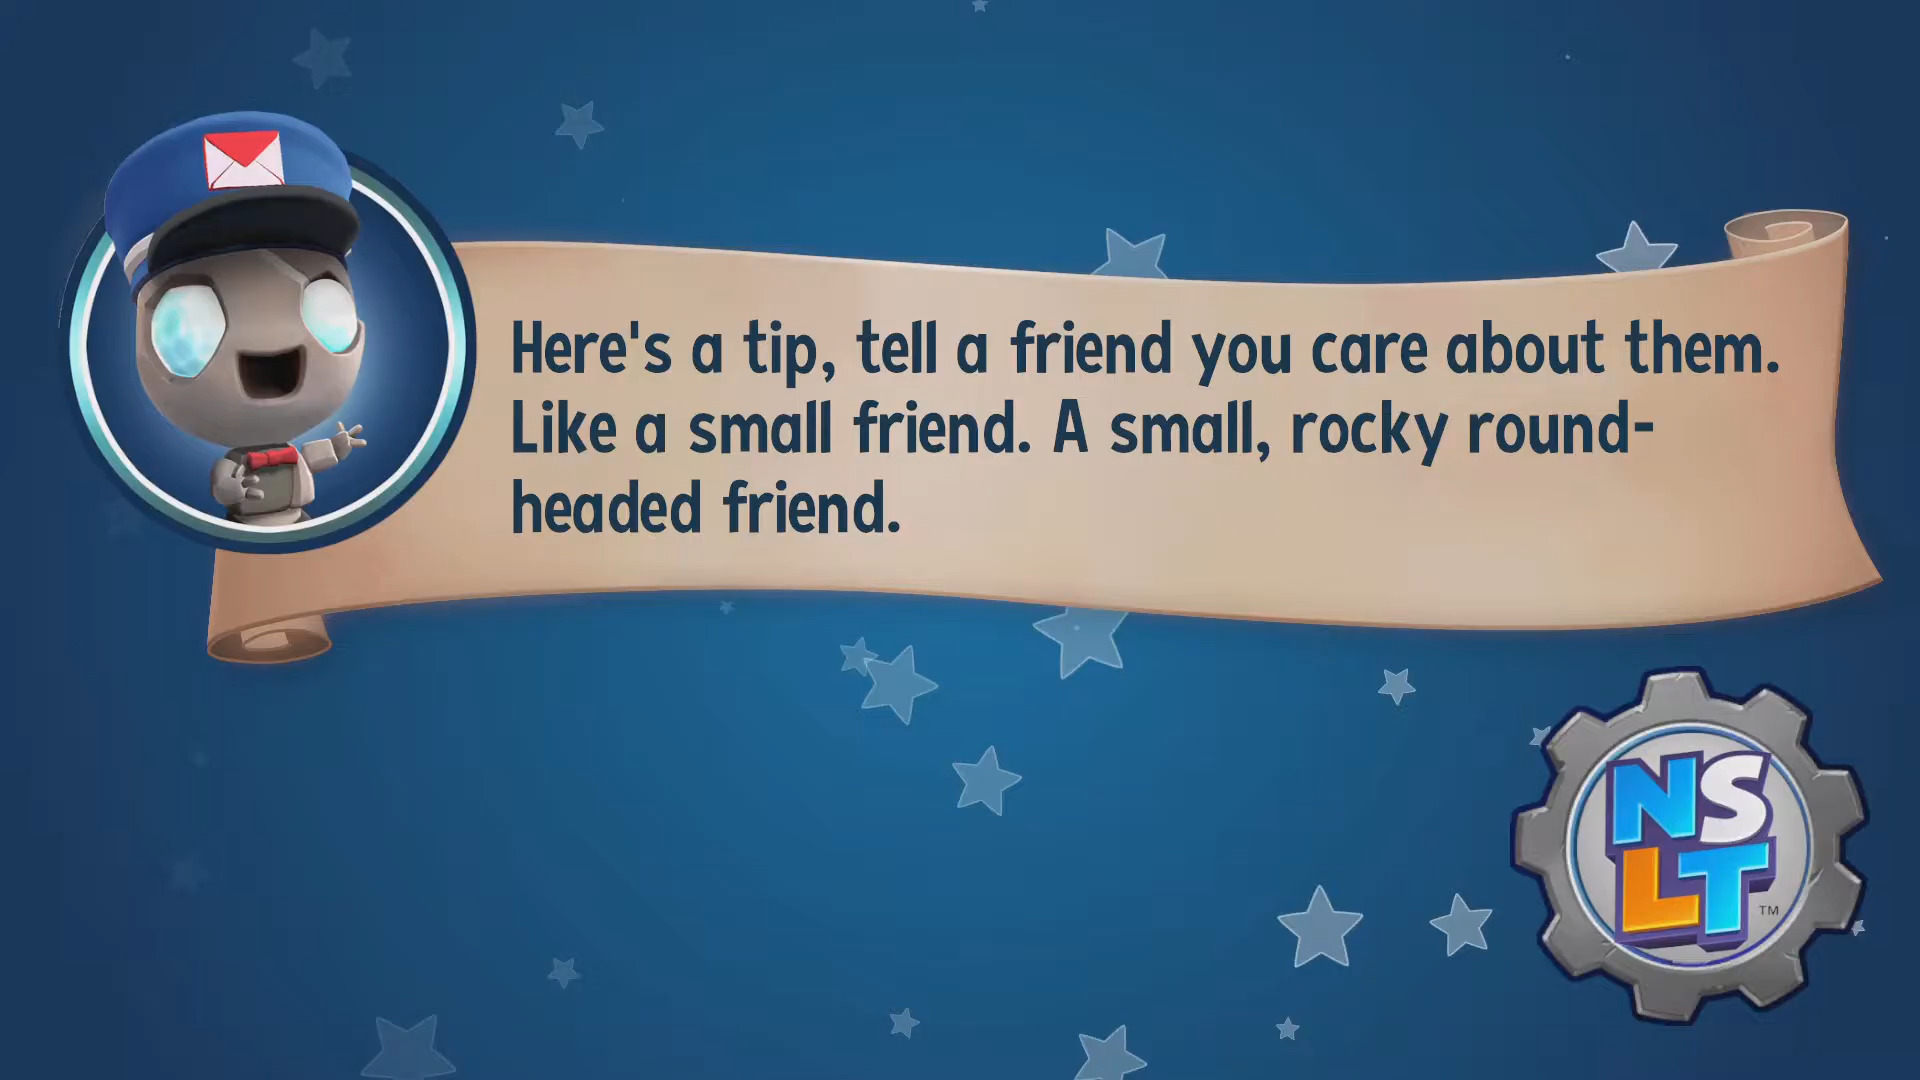 Here's a tip, tell a friend you care about them.
Like a small friend. A small, rocky round-
headed friend.
NS
LT
TM